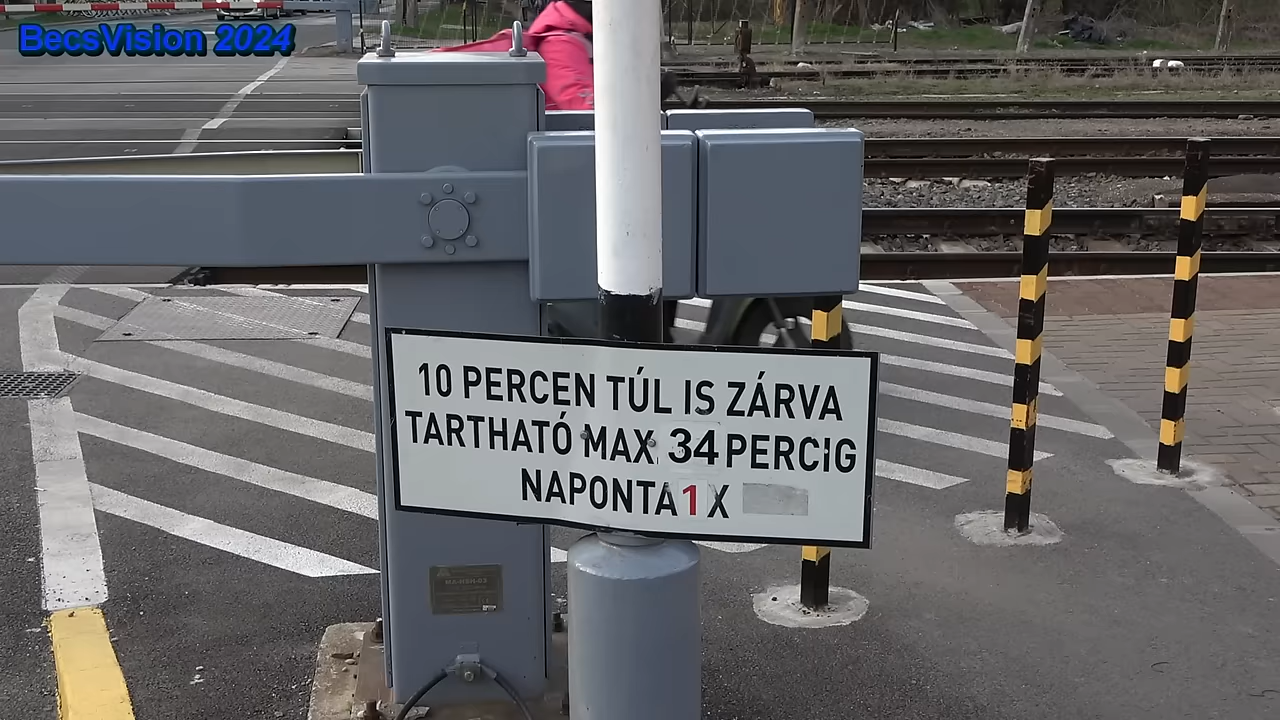 BecsVision 2024
10 PERCEN TÚL IS ZÁRVA
TARTHATÓ MAX. 34 PERCIG
NAPONTA 1 X